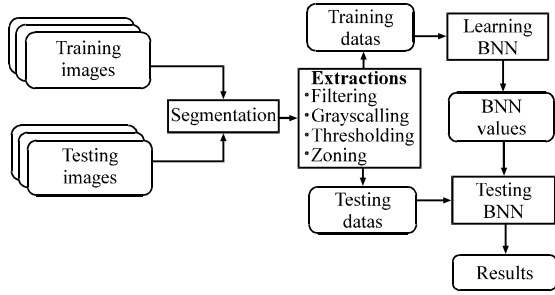 Training
images
Testing
images
Segmentation
Extractions
•Filtering
•Grayscalling
•Thresholding
•Zoning
Training
datas
Testing
datas
Learning
BNN
BNN
values
Testing
BNN
Results